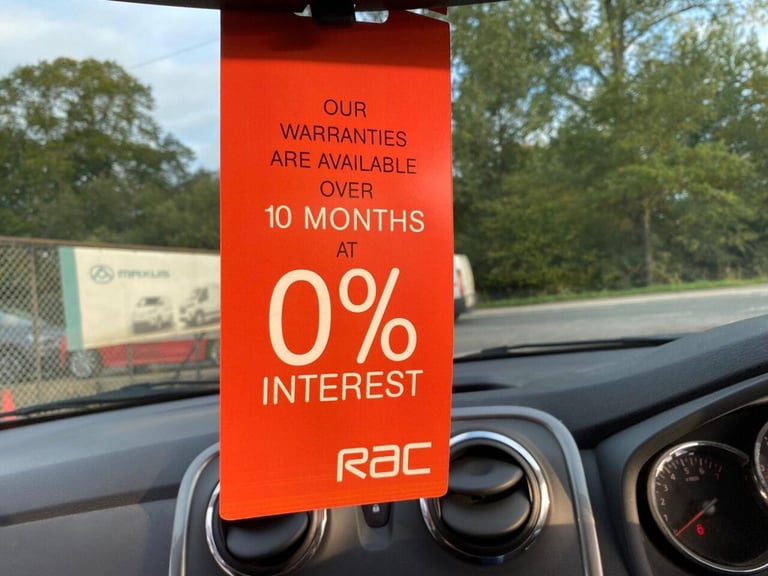 OUR
WARRANTIES
ARE AVAILABLE
OVER
10 MONTHS
AT
0%
INTEREST
RAC
MAXUS